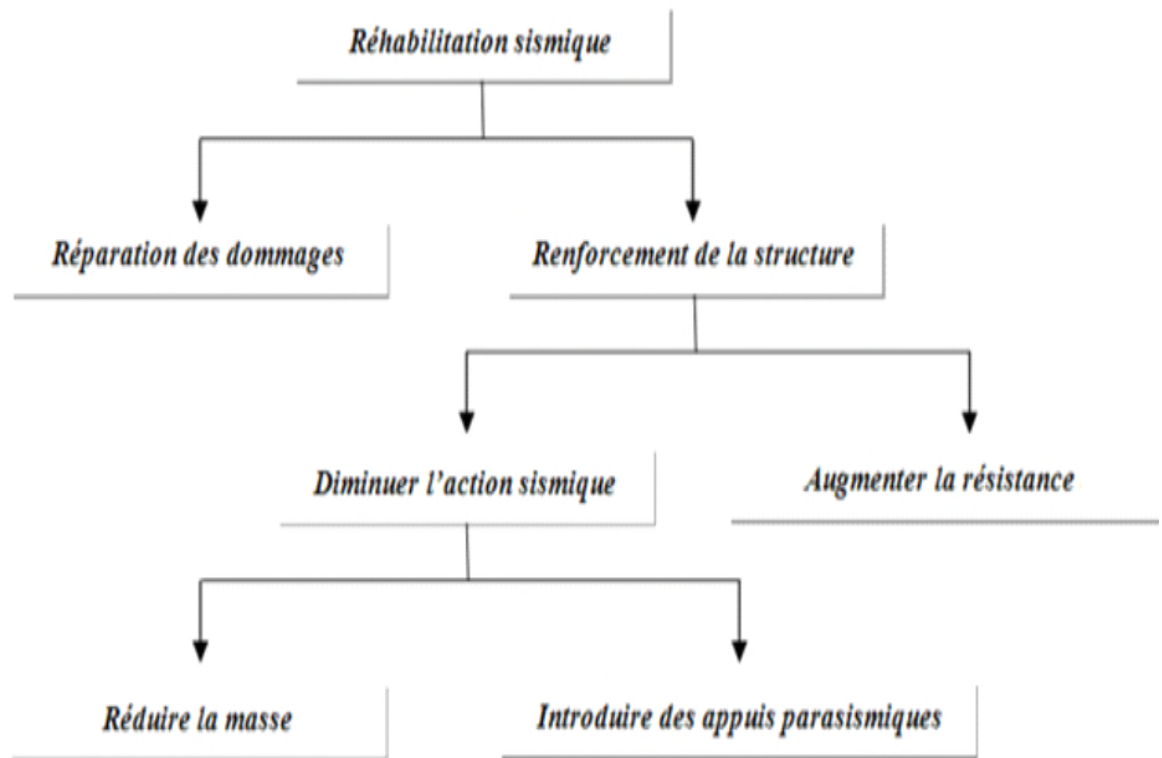 Réhabilitation sismique
Réparation des dommages
Renforcement de la structure
Diminuer l'action sismique
Augmenter la résistance
Réduire la masse
Introduire des appuis parasismiques